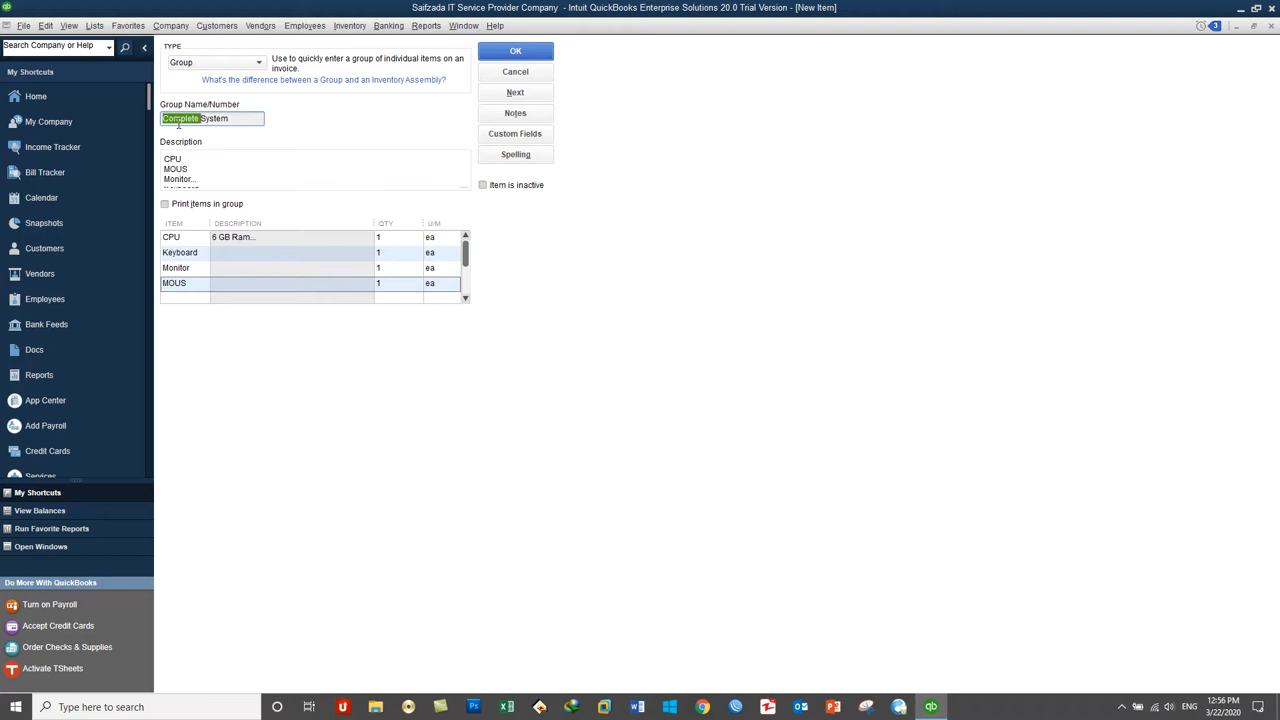 Saifzada IT Service Provider Company - Intuit QuickBooks Enterprise Solutions 20.0 Trial Version - [New Item]
File Edit View Lists Favorites Company Customers Vendors Employees Inventory Banking Reports Window Help
3
Search Company or Help
My Shortcuts
Home
My Company
Income Tracker
Bill Tracker
Calendar
Snapshots
Customers
Vendors
Employees
Bank Feeds
Docs
Reports
App Center
Add Payroll
Credit Cards
Services
My Shortcuts
View Balances
Run Favorite Reports
Open Windows
Do More With QuickBooks
Turn on Payroll
Accept Credit Cards
Order Checks & Supplies
Activate TSheets
TYPE
Group
Use to quickly enter a group of individual items on an
invoice.
What's the difference between a Group and an Inventory Assembly?
Group Name/Number
Complete System
Description
CPU
MOUS
Monitor...
Keyboard
Print items in group
ITEM DESCRIPTION QTY U/M
CPU 6 GB Ram... 1 ea
Keyboard 1 ea
Monitor 1 ea
MOUS 1 ea
OK
Cancel
Next
Notes
Custom Fields
Spelling
Item is inactive
Type here to search
ENG
12:56 PM
3/22/2020